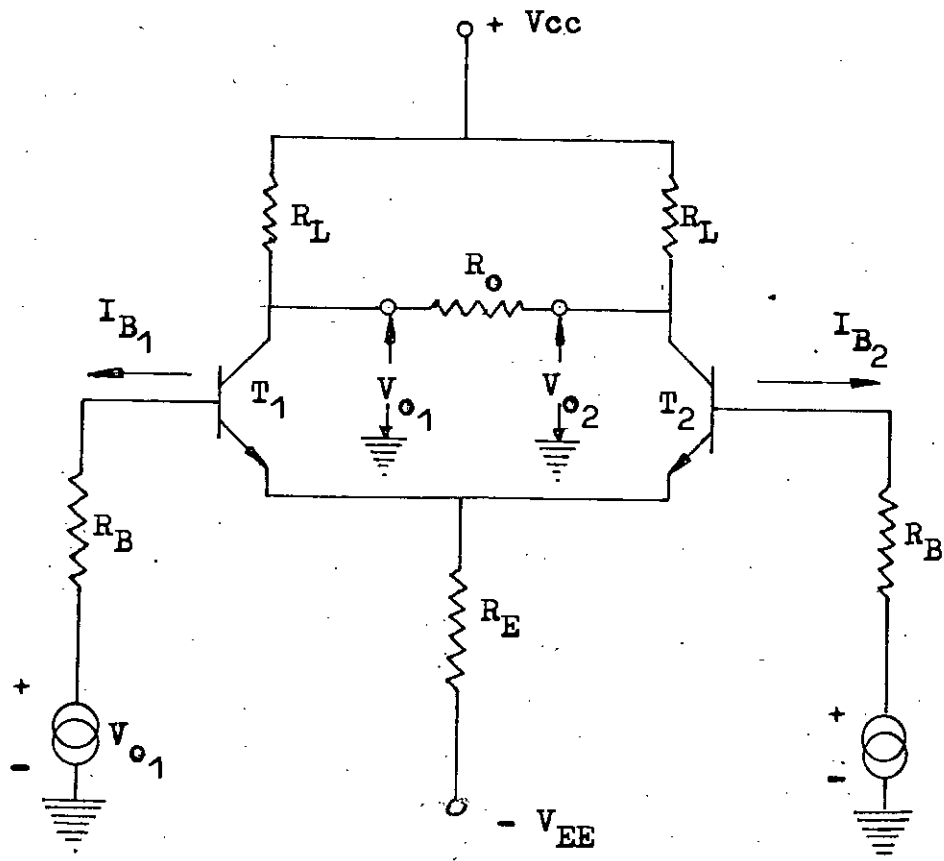 + Vcc
R_L
R_L
R_o
I_B1
I_B2
T_1
V_o1
V_o2
T_2
R_B
R_B
R_E
+
V_o1
-
+
-
- V_EE